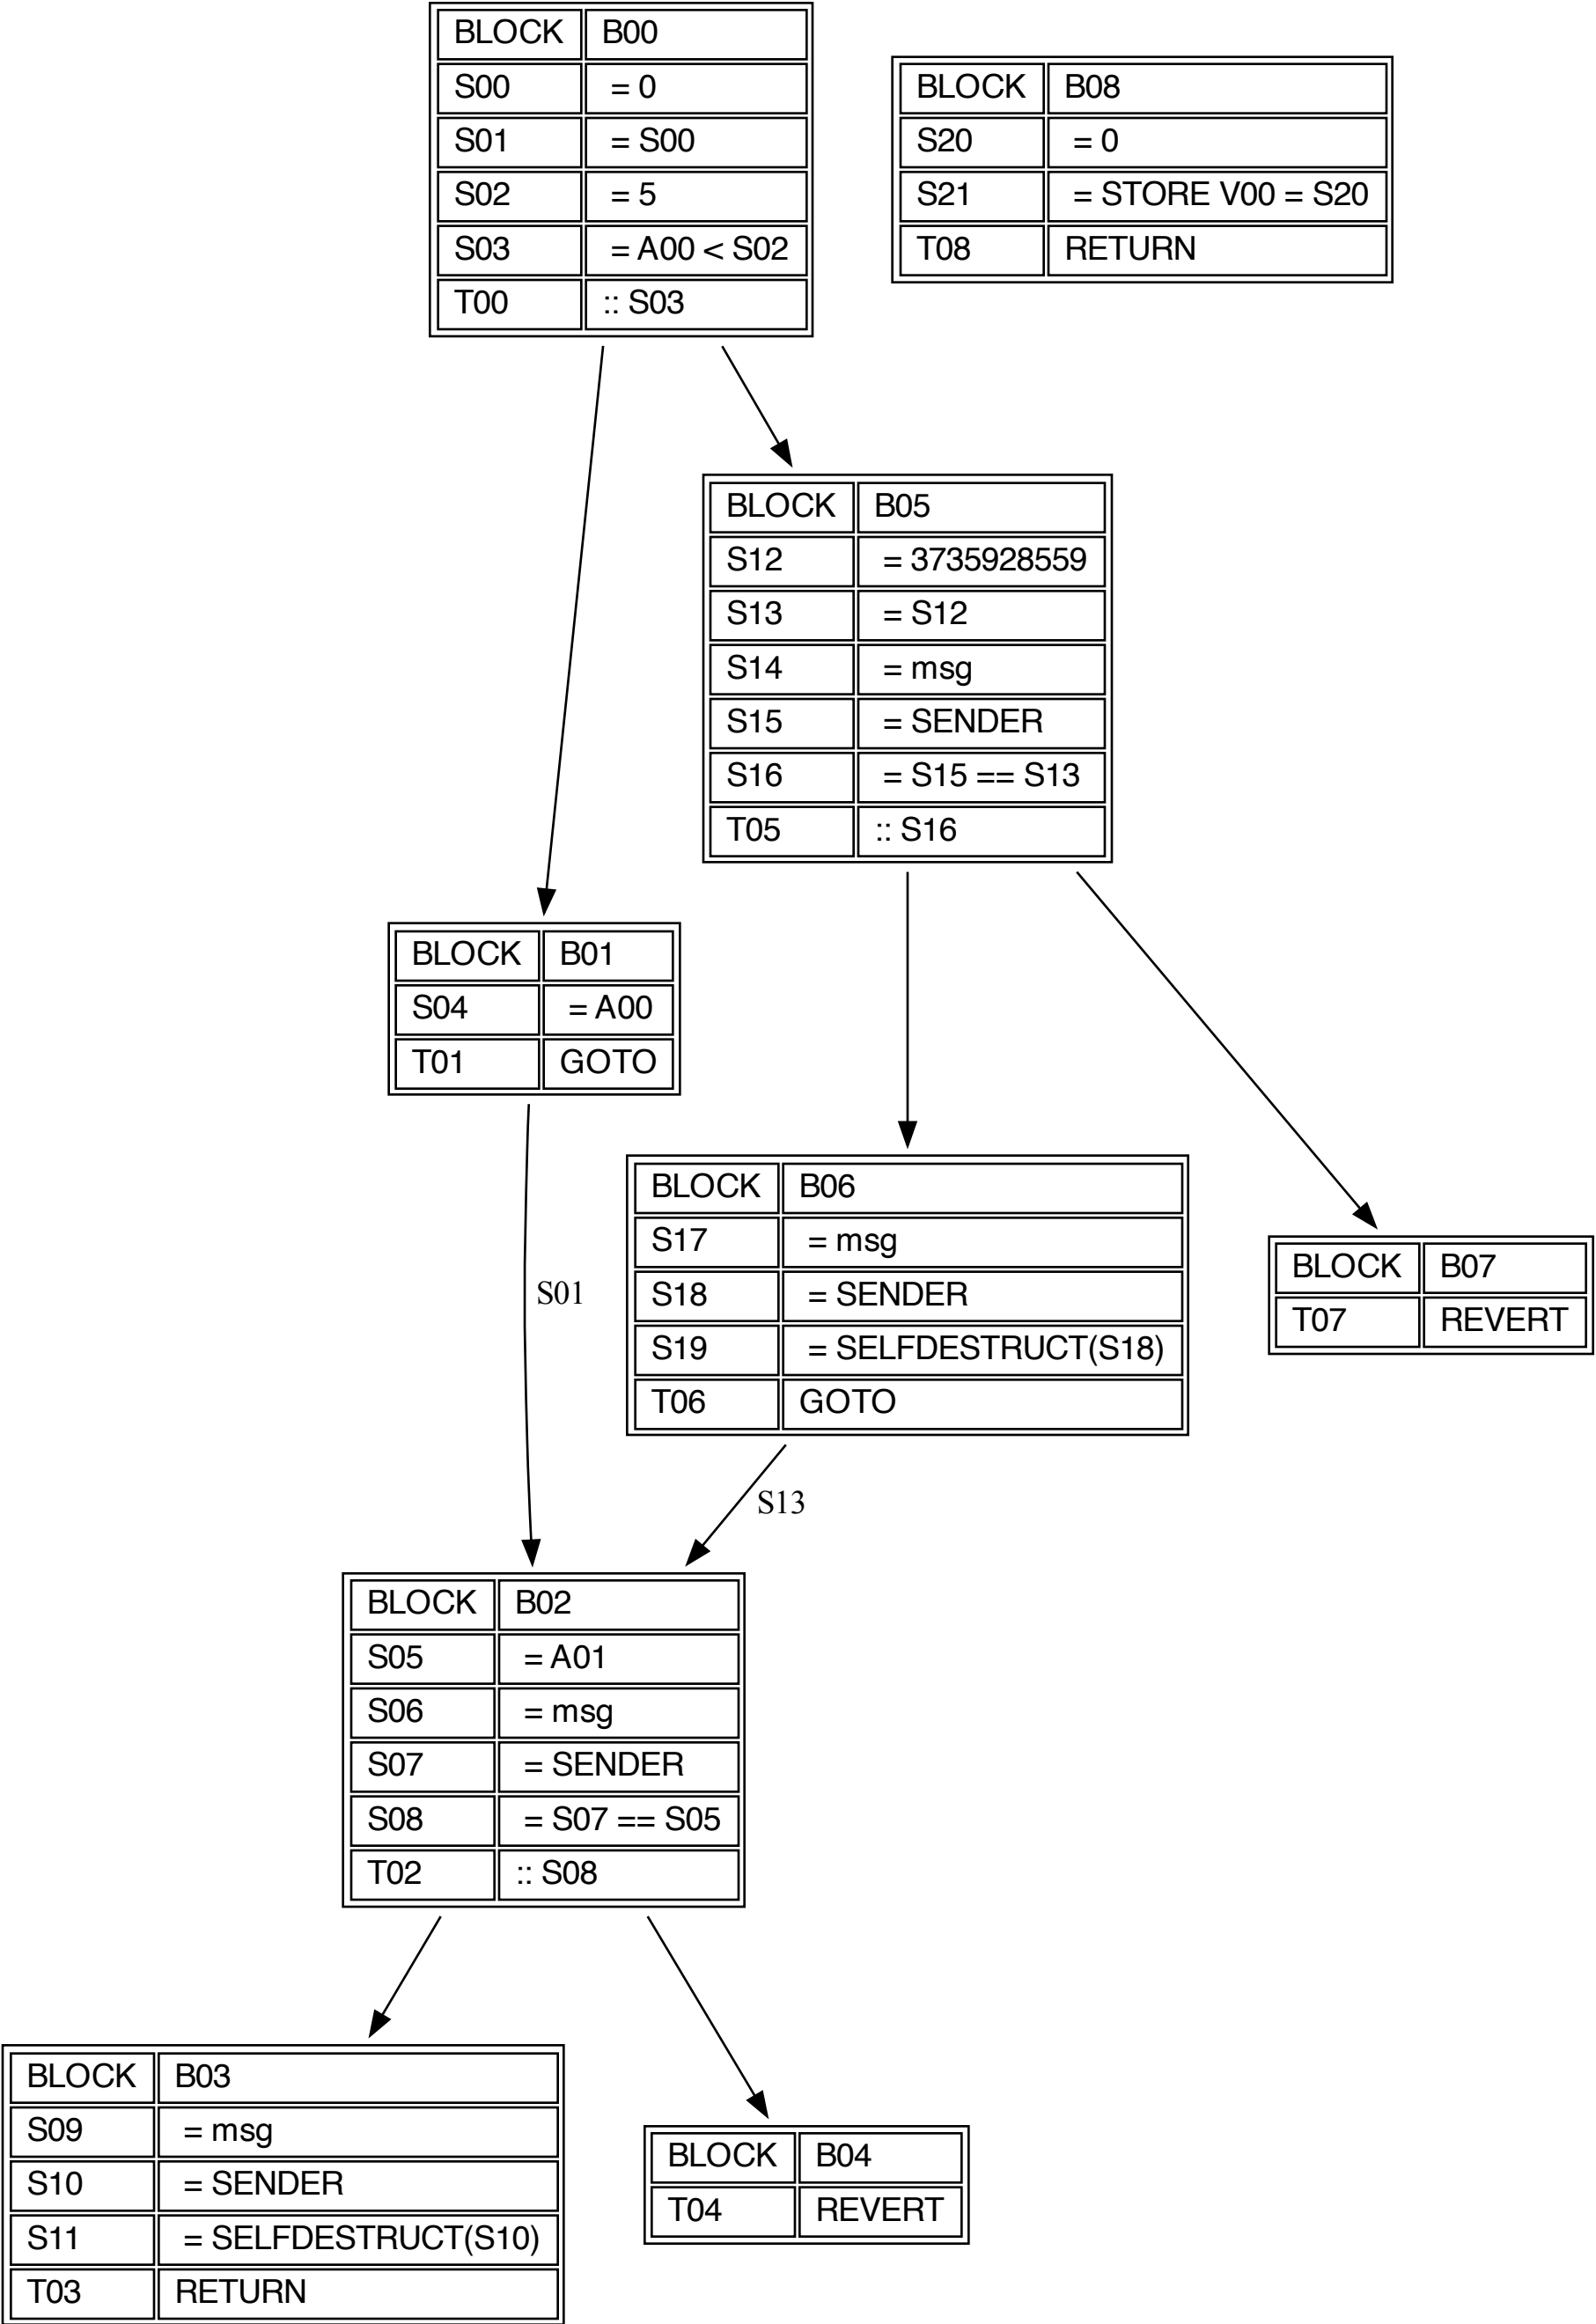 BLOCK B00
S00 = 0
S01 = S00
S02 = 5
S03 = A00 < S02
T00 :: S03
BLOCK B08
S20 = 0
S21 = STORE V00 = S20
T08 RETURN
BLOCK B05
S12 = 3735928559
S13 = S12
S14 = msg
S15 = SENDER
S16 = S15 == S13
T05 :: S16
BLOCK B01
S04 = A00
T01 GOTO
BLOCK B06
S17 = msg
S18 = SENDER
S19 = SELFDESTRUCT(S18)
T06 GOTO
BLOCK B07
T07 REVERT
S01
S13
BLOCK B02
S05 = A01
S06 = msg
S07 = SENDER
S08 = S07 == S05
T02 :: S08
BLOCK B03
S09 = msg
S10 = SENDER
S11 = SELFDESTRUCT(S10)
T03 RETURN
BLOCK B04
T04 REVERT